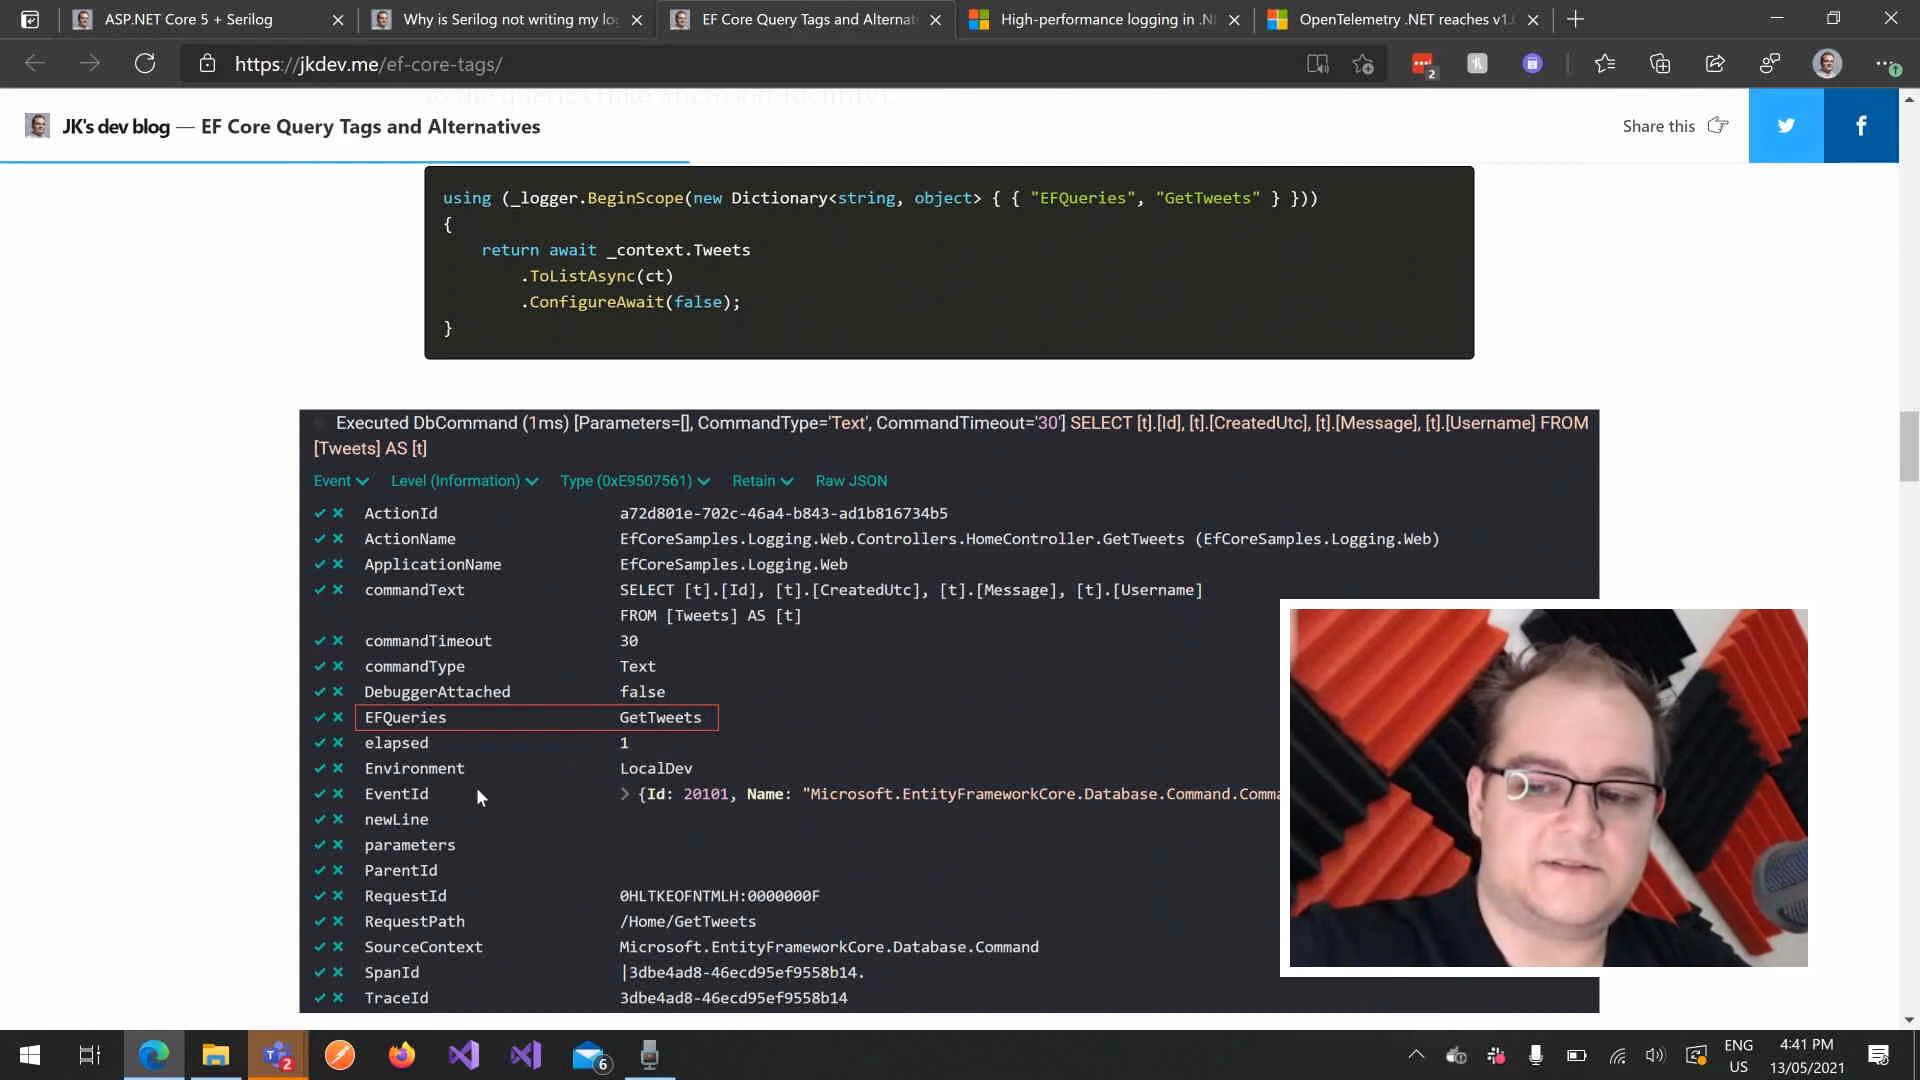 ASP.NET Core 5 + Serilog
Why is Serilog not writing my lo
EF Core Query Tags and Alternat
High-performance logging in .N
OpenTelemetry .NET reaches v1.
https://jkdev.me/ef-core-tags/
2
JK's dev blog — EF Core Query Tags and Alternatives
Share this
using (_logger.BeginScope(new Dictionary<string, object> { { "EFQueries", "GetTweets" } }))
{
return await _context.Tweets
.ToListAsync(ct)
.ConfigureAwait(false);
}
Executed DbCommand (1ms) [Parameters=[], CommandType='Text', CommandTimeout='30'] SELECT [t].[Id], [t].[CreatedUtc], [t].[Message], [t].[Username] FROM
[Tweets] AS [t]
Event Level (Information) Type (0xE9507561) Retain Raw JSON
ActionId a72d801e-702c-46a4-b843-ad1b816734b5
ActionName EfCoreSamples.Logging.Web.Controllers.HomeController.GetTweets (EfCoreSamples.Logging.Web)
ApplicationName EfCoreSamples.Logging.Web
commandText SELECT [t].[Id], [t].[CreatedUtc], [t].[Message], [t].[Username]
FROM [Tweets] AS [t]
commandTimeout 30
commandType Text
DebuggerAttached false
EFQueries GetTweets
elapsed 1
Environment LocalDev
EventId {Id: 20101, Name: "Microsoft.EntityFrameworkCore.Database.Command.Comma
newLine
parameters
ParentId
RequestId 0HLTKEOFNTMLH:0000000F
RequestPath /Home/GetTweets
SourceContext Microsoft.EntityFrameworkCore.Database.Command
SpanId |3dbe4ad8-46ecd95ef9558b14.
TraceId 3dbe4ad8-46ecd95ef9558b14
2
6
ENG
US
4:41 PM
13/05/2021